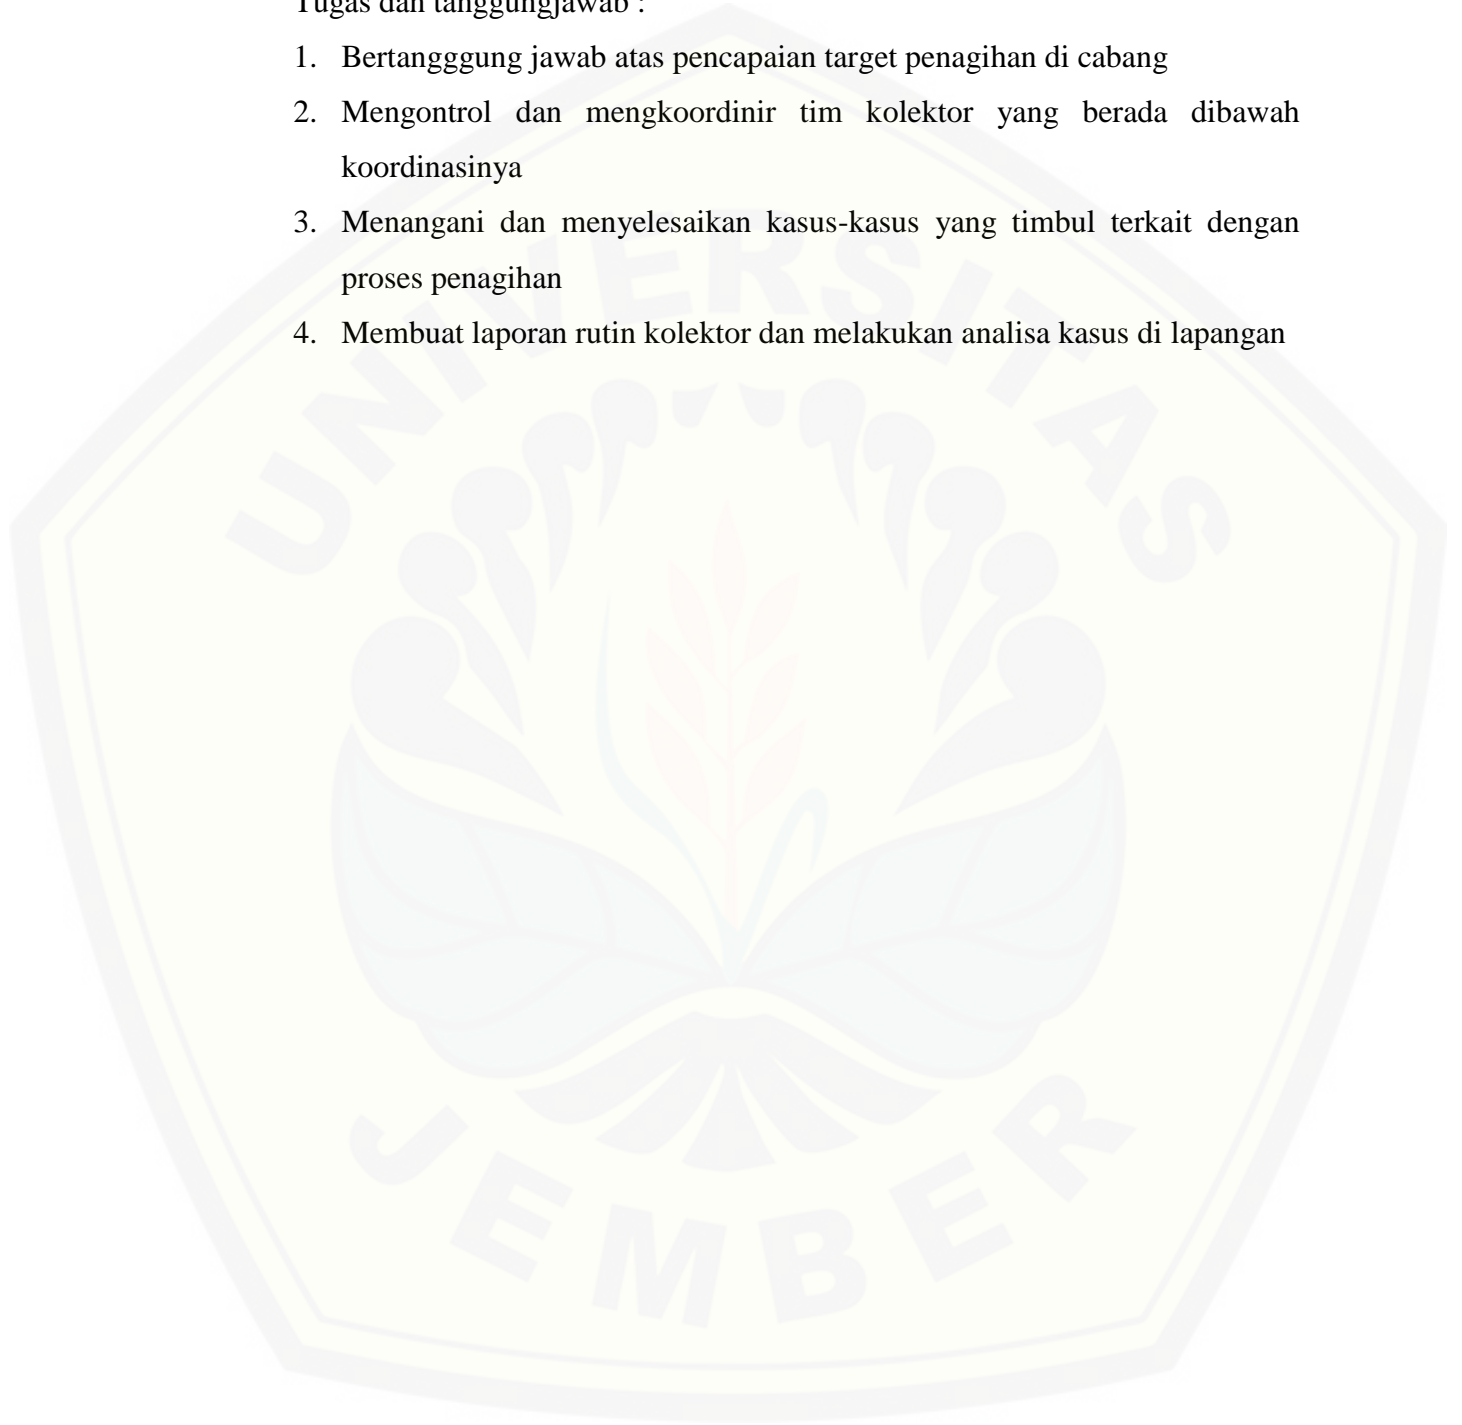 Tugas dan tanggungjawab :
1. Bertangggung jawab atas pencapaian target penagihan di cabang
2. Mengontrol dan mengkoordinir tim kolektor yang berada dibawah
koordinasinya
3. Menangani dan menyelesaikan kasus-kasus yang timbul terkait dengan
proses penagihan
4. Membuat laporan rutin kolektor dan melakukan analisa kasus di lapangan
UNIVERSITAS
JEMBER